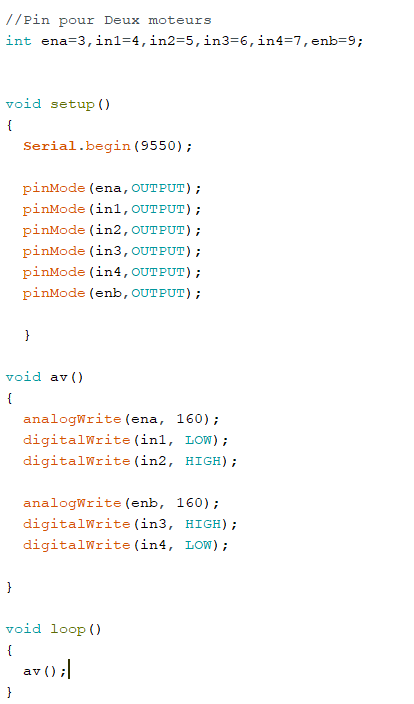 //Pin pour Deux moteurs
int ena=3,in1=4,in2=5,in3=6,in4=7,enb=9;
void setup()
{
Serial.begin(9550);
pinMode(ena,OUTPUT);
pinMode(in1,OUTPUT);
pinMode(in2,OUTPUT);
pinMode(in3,OUTPUT);
pinMode(in4,OUTPUT);
pinMode(enb,OUTPUT);
}
void av()
{
analogWrite(ena, 160);
digitalWrite(in1, LOW);
digitalWrite(in2, HIGH);
analogWrite(enb, 160);
digitalWrite(in3, HIGH);
digitalWrite(in4, LOW);
}
void loop()
{
av();
}